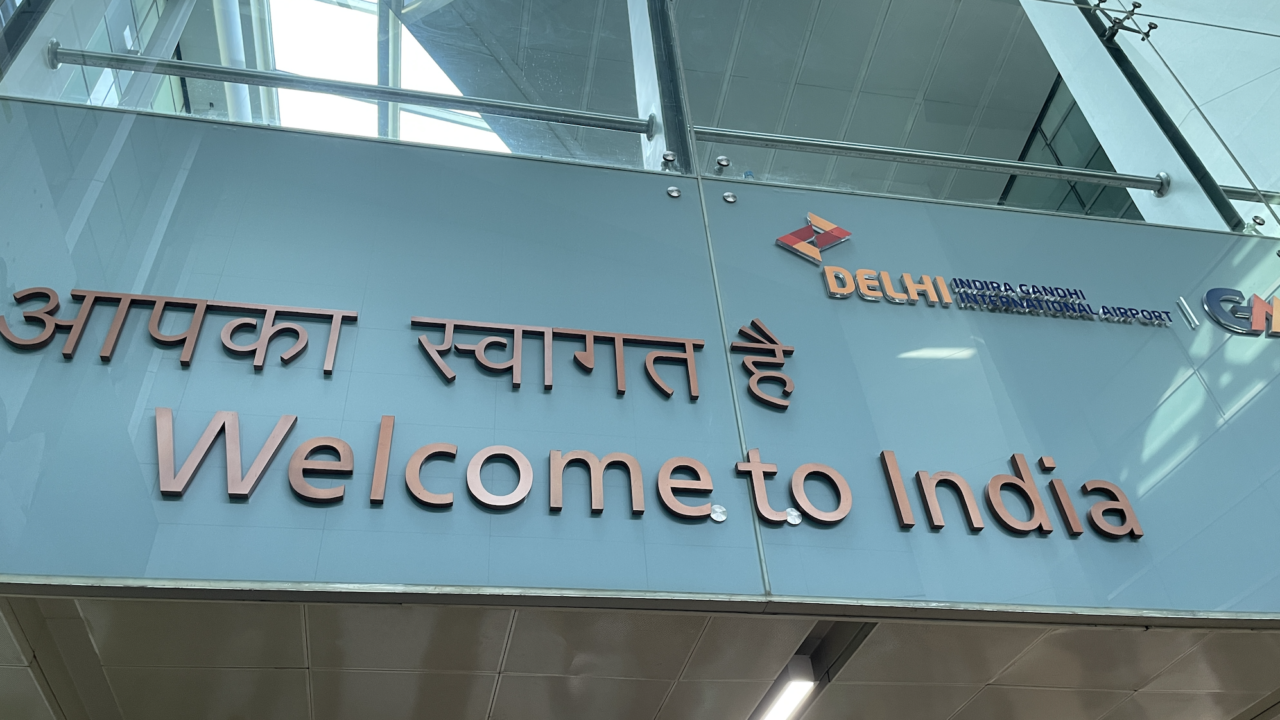 आपका स्वागत है
Welcome to India
DELHI
INDIRA GANDHI
INTERNATIONAL AIRPORT